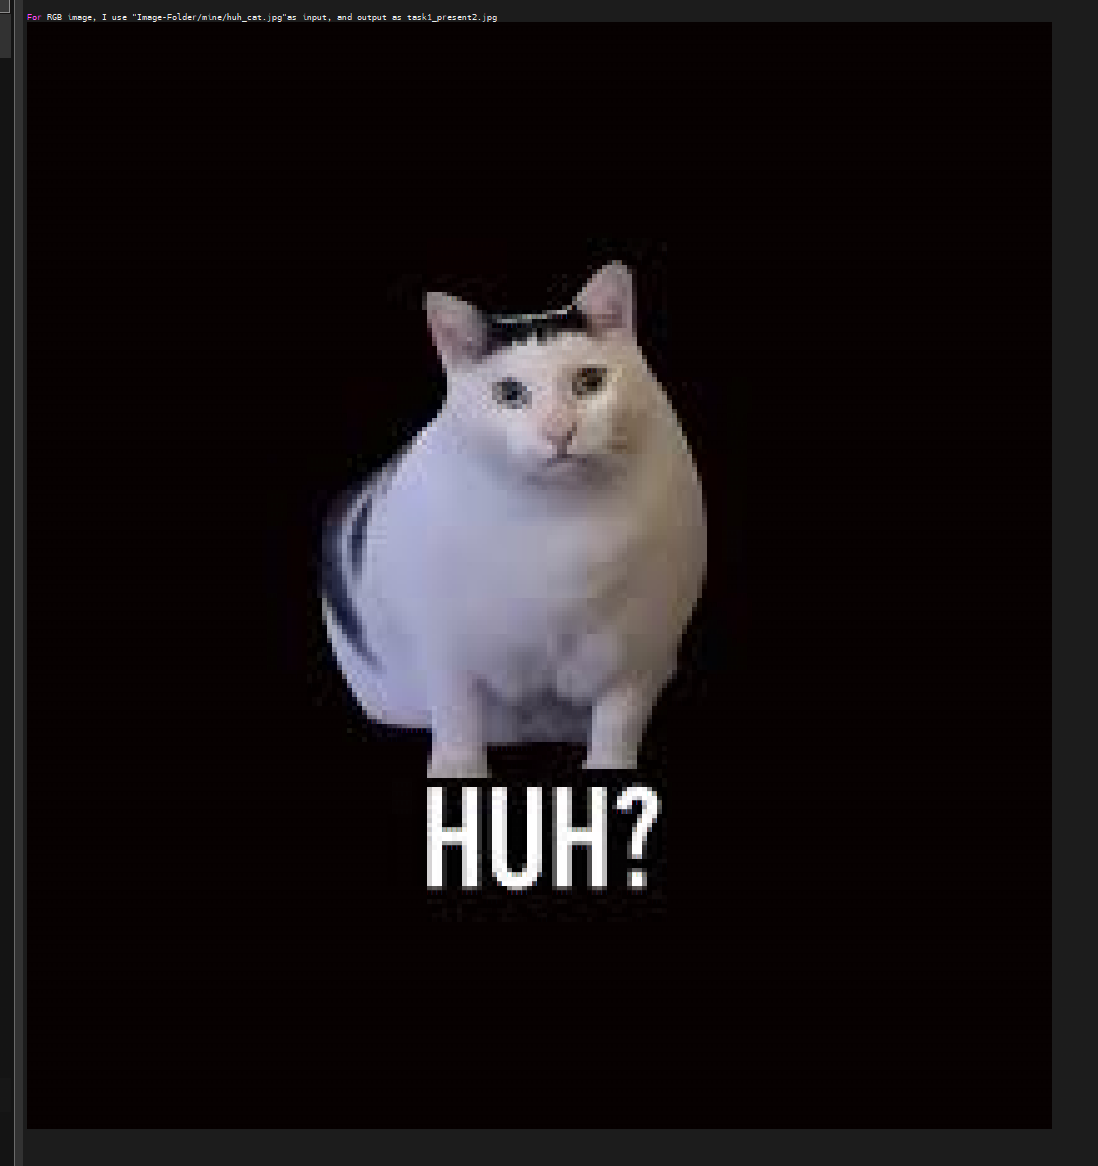 For RGB image, I use "Image-Folder/mine/huh_cat.jpg"as input, and output as task1_present2.jpg
HUH?